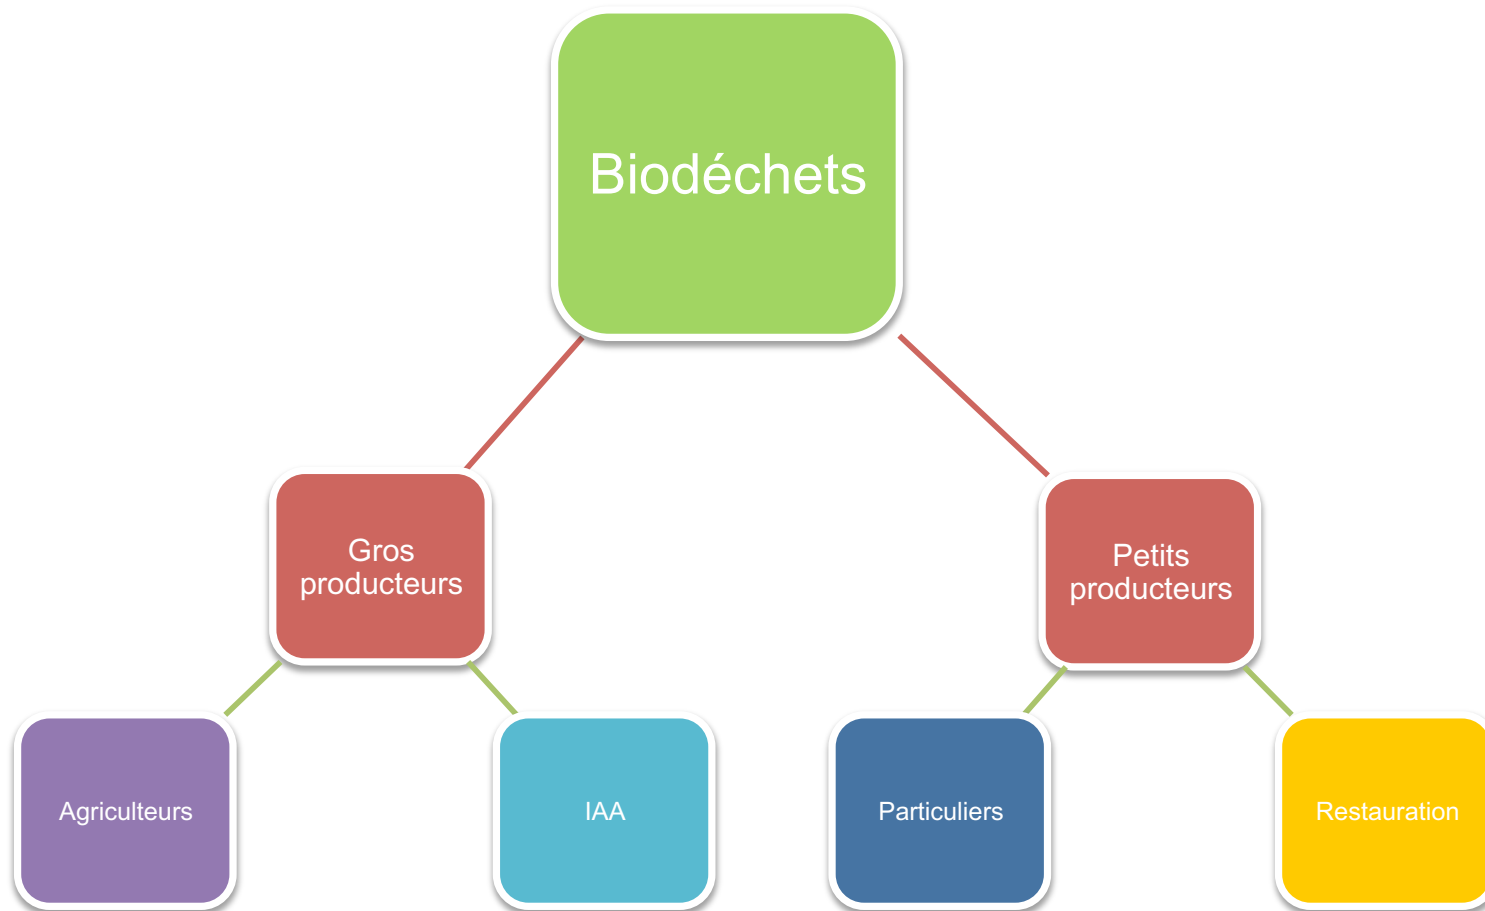 Biodéchets
Gros
producteurs
Petits
producteurs
Agriculteurs
IAA
Particuliers
Restauration